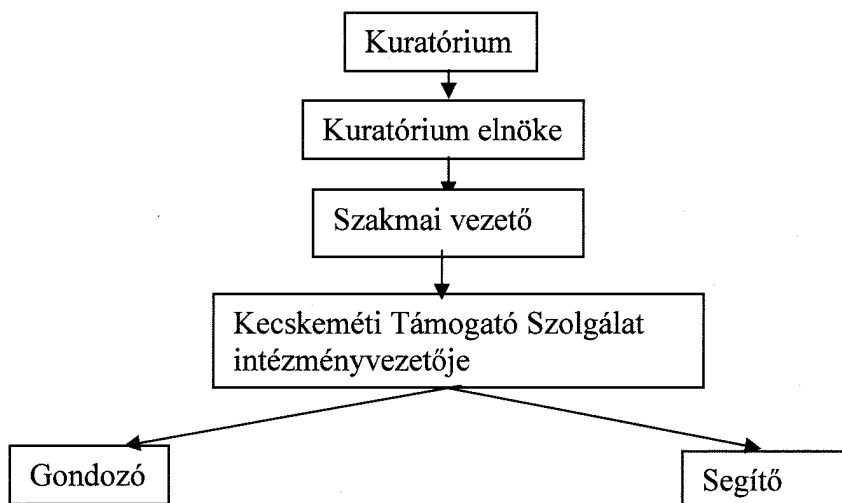 Kuratórium
Kuratórium elnöke
Szakmai vezető
Kecskeméti Támogató Szolgálat
intézményvezetője
Gondozó
Segítő